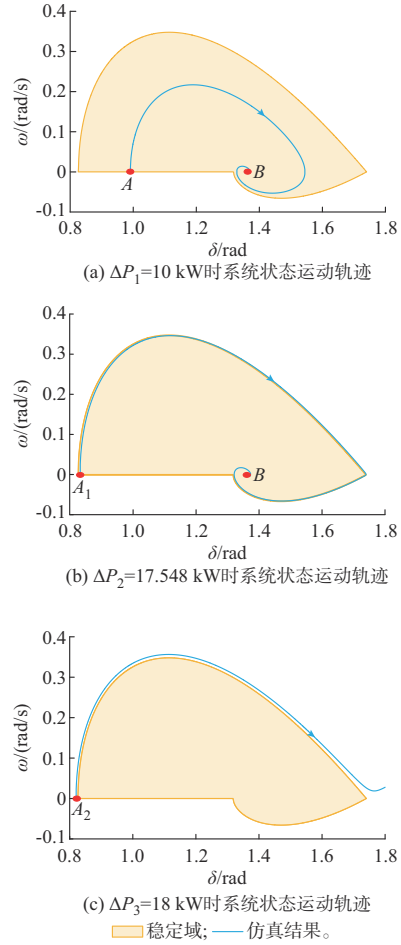 0.4
0.3
0.2
0.1
0
-0.1
ω/(rad/s)
A
B
0.8 1.0 1.2 1.4 1.6 1.8
δ/rad
(a) ΔP₁=10 kW时系统状态运动轨迹
0.4
0.3
0.2
0.1
0
-0.1
ω/(rad/s)
A₁
B
0.8 1.0 1.2 1.4 1.6 1.8
δ/rad
(b) ΔP₂=17.548 kW时系统状态运动轨迹
0.4
0.3
0.2
0.1
0
-0.1
ω/(rad/s)
A₂
0.8 1.0 1.2 1.4 1.6 1.8
δ/rad
(c) ΔP₃=18 kW时系统状态运动轨迹
稳定域; 仿真结果。